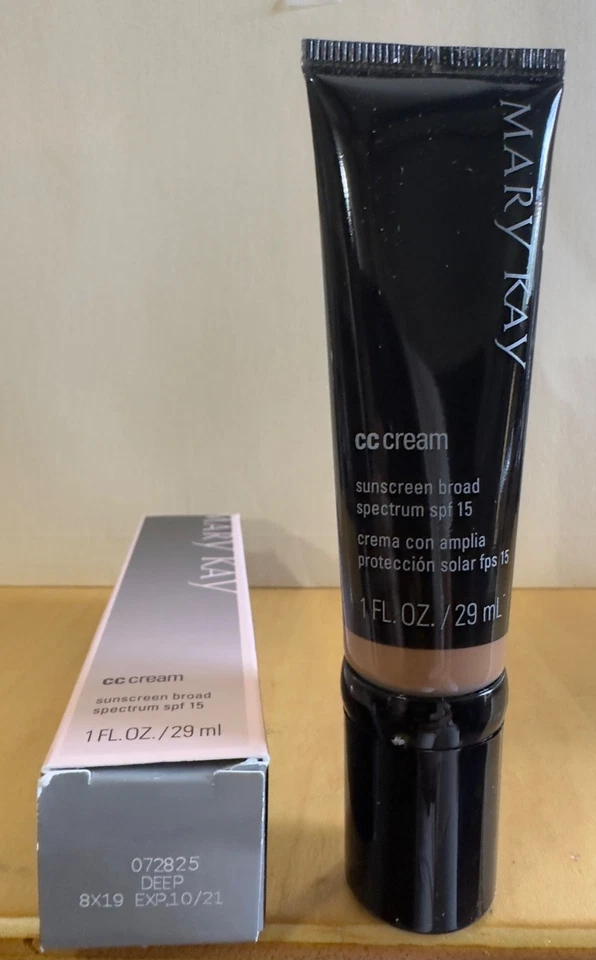 MARY KAY
cc cream
sunscreen broad
spectrum spf 15
crema con amplia
protección solar fps 15
1 FL. OZ. / 29 mL
MARY KAY
cc cream
sunscreen broad
spectrum spf 15
1 FL. OZ. / 29 ml
072825
DEEP
8X19 EXP.10/21